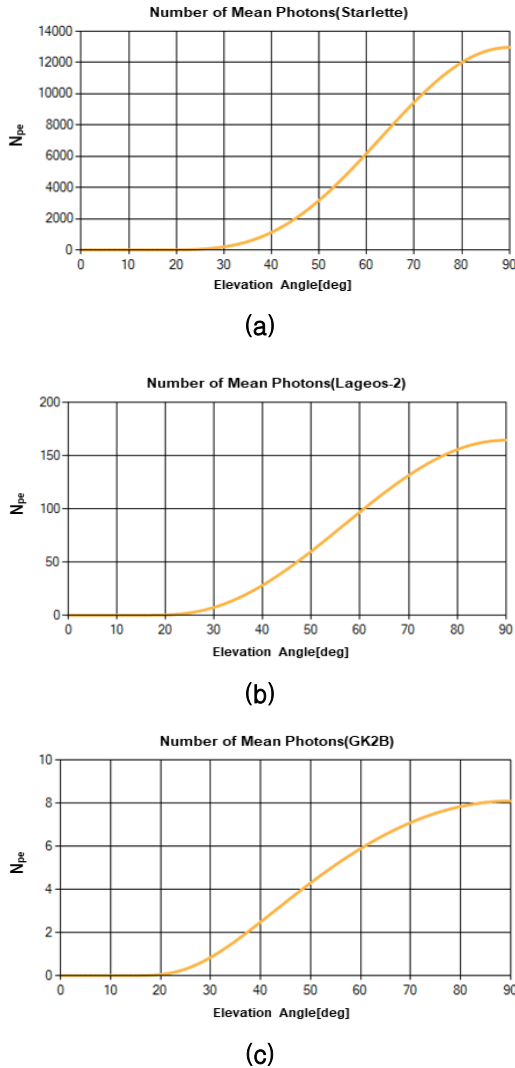 Number of Mean Photons(Starlette)
14000
12000
10000
8000
6000
4000
2000
0
Npe
0 10 20 30 40 50 60 70 80 90
Elevation Angle[deg]
(a)
Number of Mean Photons(Lageos-2)
200
150
100
50
0
Npe
0 10 20 30 40 50 60 70 80 90
Elevation Angle[deg]
(b)
Number of Mean Photons(GK2B)
10
8
6
4
2
0
Npe
0 10 20 30 40 50 60 70 80 90
Elevation Angle[deg]
(c)